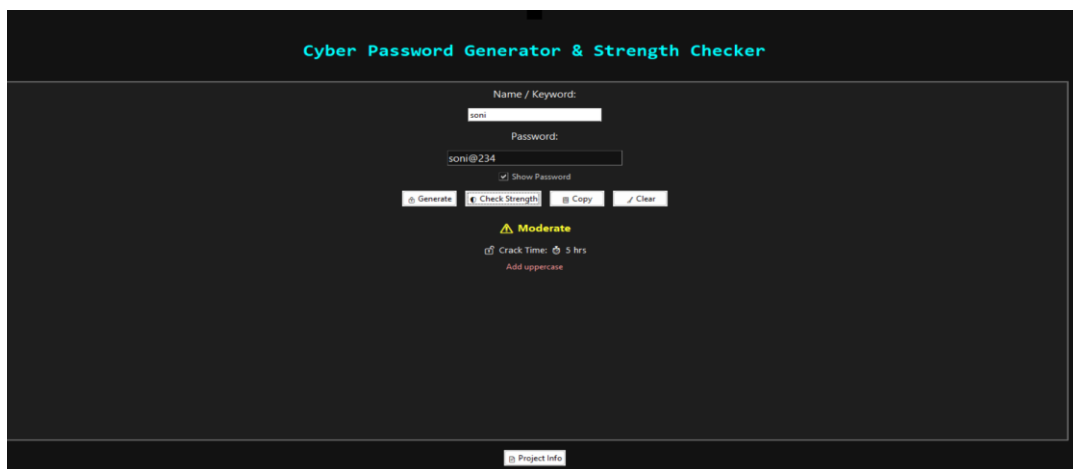 Cyber Password Generator & Strength Checker
Name / Keyword:
soni
Password:
soni@234
Show Password
Generate Check Strength Copy Clear
Moderate
Crack Time: 5 hrs
Add uppercase
Project Info